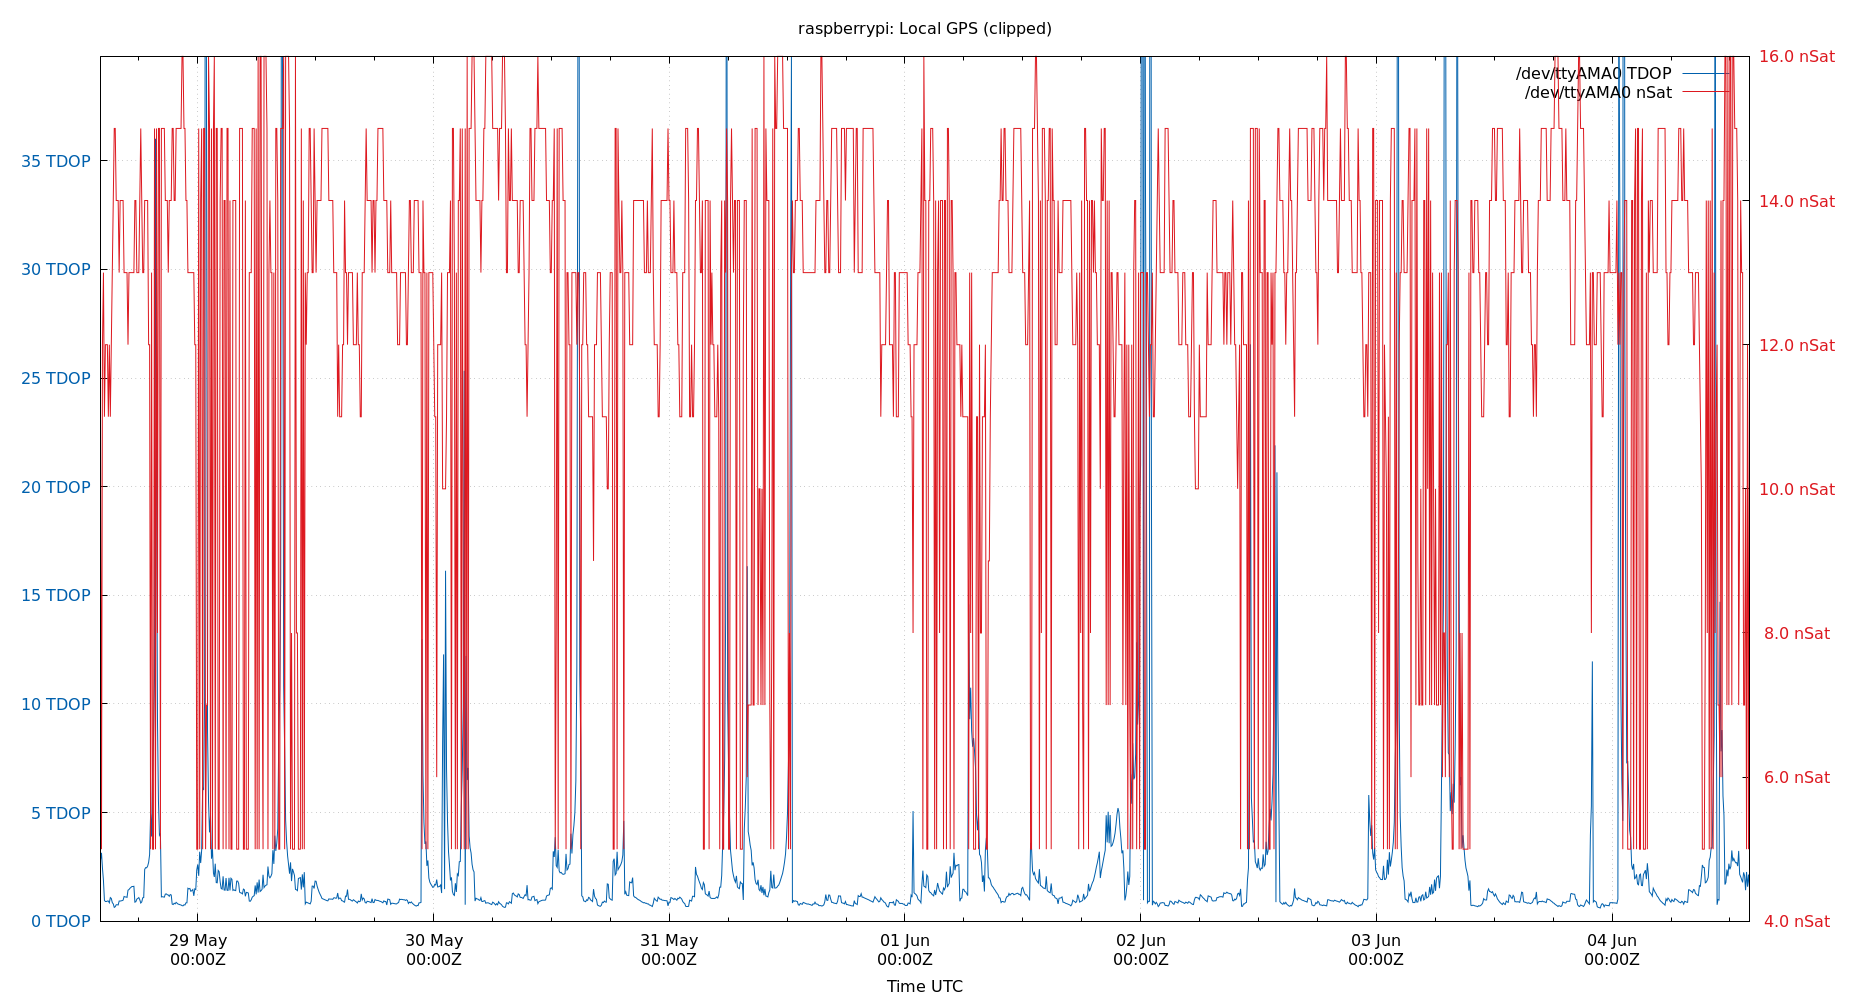 raspberrypi: Local GPS (clipped)
16.0 nSat
/dev/ttyAMA0 TDOP
/dev/ttyAMA0 nSat
35 TDOP
14.0 nSat
30 TDOP
12.0 nSat
25 TDOP
20 TDOP
10.0 nSat
15 TDOP
8.0 nSat
10 TDOP
6.0 nSat
5 TDOP
0 TDOP
4.0 nSat
29 May
00:00Z
30 May
00:00Z
31 May
00:00Z
01 Jun
00:00Z
02 Jun
00:00Z
03 Jun
00:00Z
04 Jun
00:00Z
Time UTC